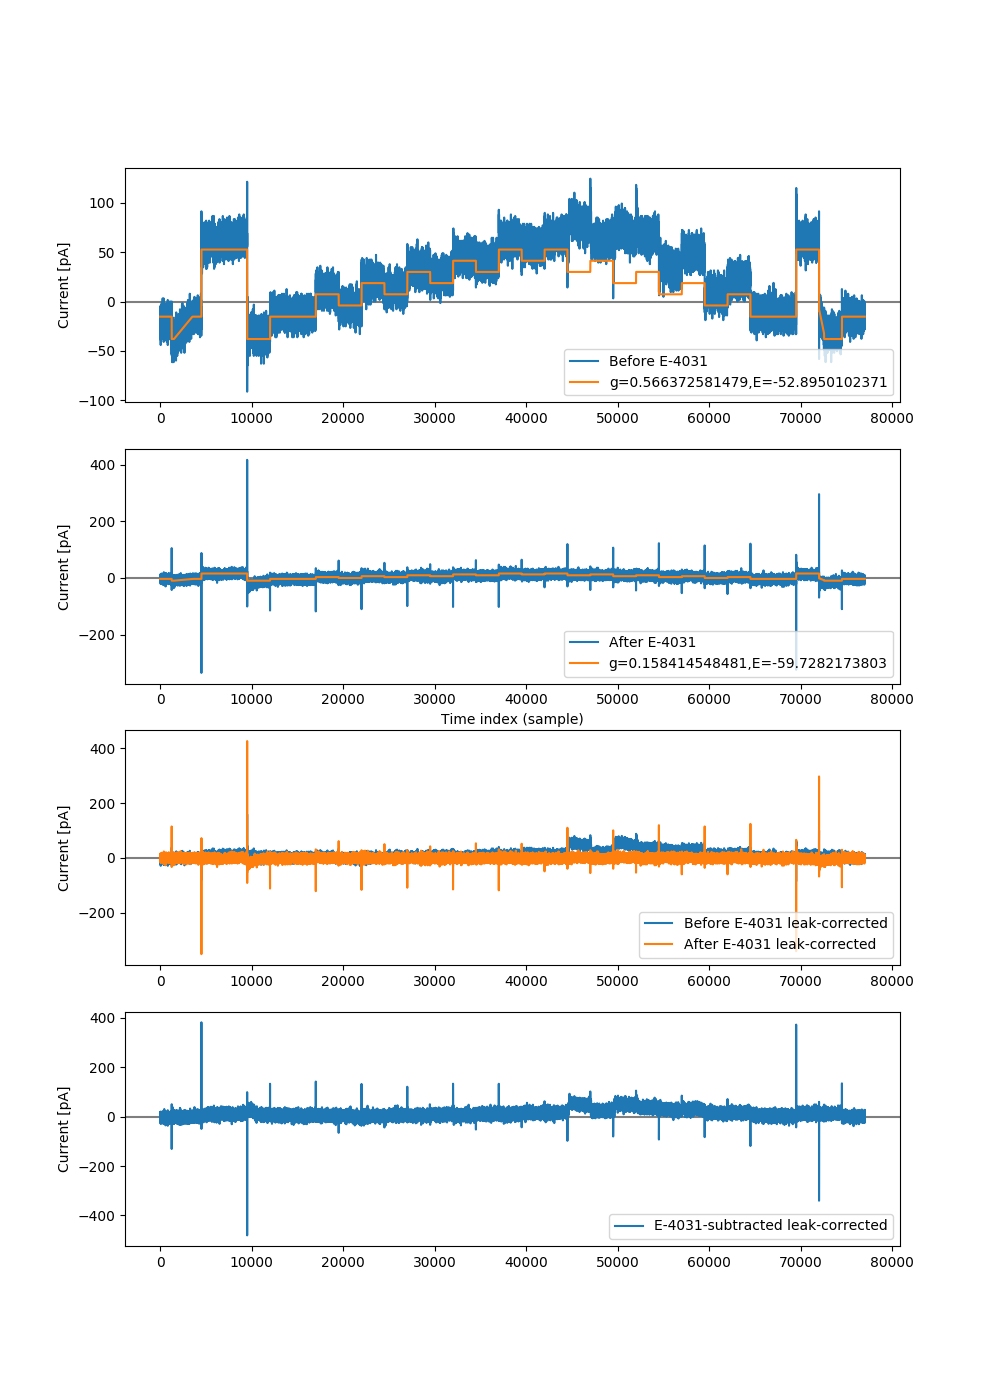 Current [pA]
100
50
0
−50
−100
Before E-4031
g=0.566372581479,E=-52.8950102371
0 10000 20000 30000 40000 50000 60000 70000 80000
Current [pA]
400
200
0
−200
After E-4031
g=0.158414548481,E=-59.7282173803
0 10000 20000 30000 40000 50000 60000 70000 80000
Time index (sample)
Current [pA]
400
200
0
−200
Before E-4031 leak-corrected
After E-4031 leak-corrected
0 10000 20000 30000 40000 50000 60000 70000 80000
Current [pA]
400
200
0
−200
−400
E-4031-subtracted leak-corrected
0 10000 20000 30000 40000 50000 60000 70000 80000